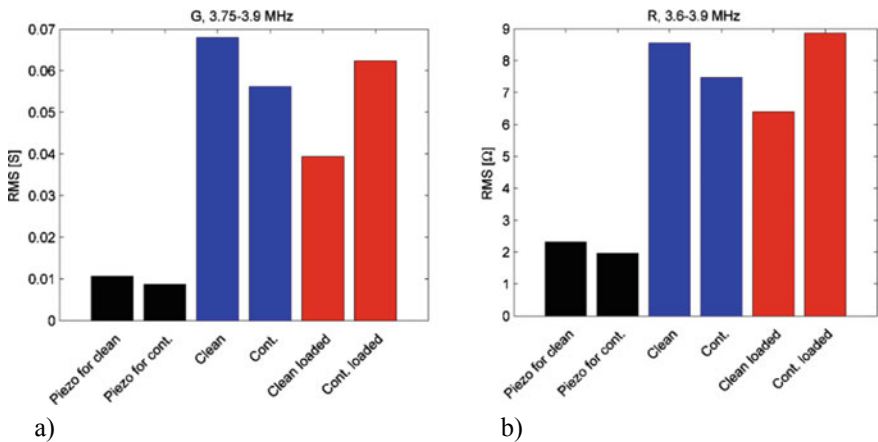 G, 3.75-3.9 MHz
RMS [S]
0.07
0.06
0.05
0.04
0.03
0.02
0.01
0
Piezo for clean
Piezo for cont.
Clean
Cont.
Clean loaded
Cont. loaded
a)
R, 3.6-3.9 MHz
RMS [Ω]
9
8
7
6
5
4
3
2
1
0
Piezo for clean
Piezo for cont.
Clean
Cont.
Clean loaded
Cont. loaded
b)